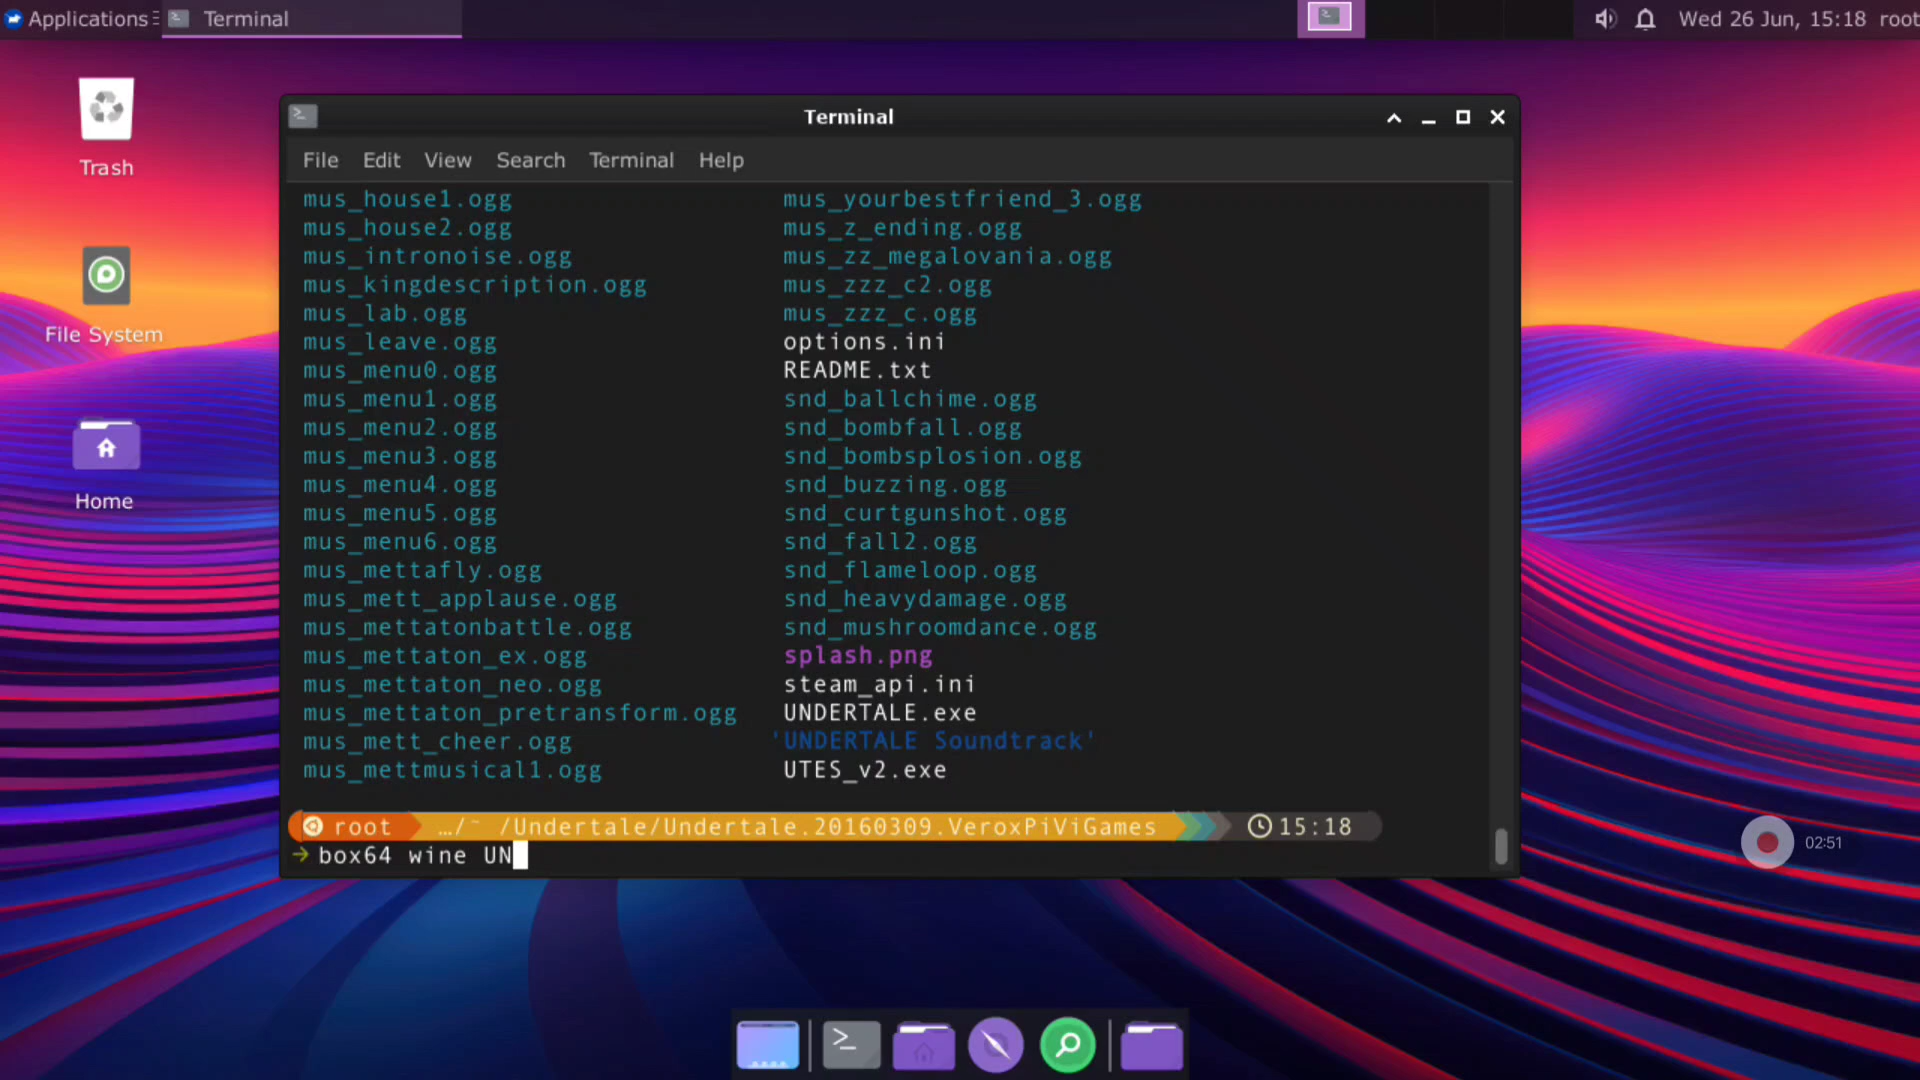 Applications
Terminal
Wed 26 Jun, 15:18 root
Trash
File System
Home
Terminal
File Edit View Search Terminal Help
mus_house1.ogg mus_yourbestfriend_3.ogg
mus_house2.ogg mus_z_ending.ogg
mus_intronoise.ogg mus_zz_megalovania.ogg
mus_kingdescription.ogg mus_zzz_c2.ogg
mus_lab.ogg mus_zzz_c.ogg
mus_leave.ogg options.ini
mus_menu0.ogg README.txt
mus_menu1.ogg snd_ballchime.ogg
mus_menu2.ogg snd_bombfall.ogg
mus_menu3.ogg snd_bombsplosion.ogg
mus_menu4.ogg snd_buzzing.ogg
mus_menu5.ogg snd_curtgunshot.ogg
mus_menu6.ogg snd_fall2.ogg
mus_mettafly.ogg snd_flameloop.ogg
mus_mett_applause.ogg snd_heavydamage.ogg
mus_mettatonbattle.ogg snd_mushroomdance.ogg
mus_mettaton_ex.ogg splash.png
mus_mettaton_neo.ogg steam_api.ini
mus_mettaton_pretransform.ogg UNDERTALE.exe
mus_mett_cheer.ogg 'UNDERTALE Soundtrack'
mus_mettmusical1.ogg UTES_v2.exe
root …/~ /Undertale/Undertale.20160309.VeroxPiViGames 15:18
→ box64 wine UN
02:51